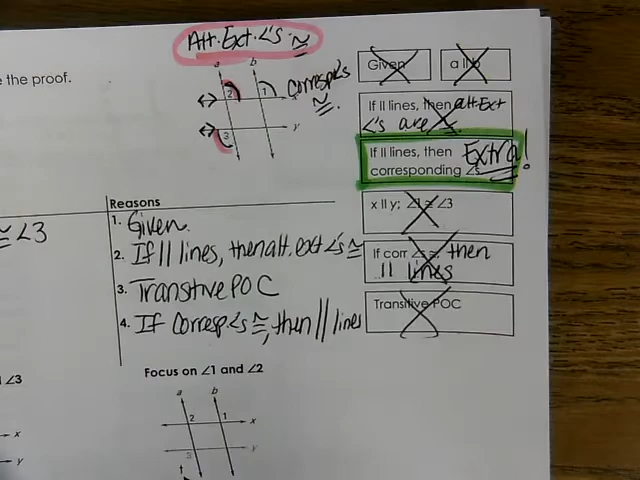 Alt. Ext. ∠'s ≅
e the proof.
Given
a || b
a b
2 1 x
corresp ∠'s
≅.
3 y
If || lines, then alt Ext
∠'s are ≅
If || lines, then Extra!
corresponding
x || y; ∠1 ≅ ∠3
If corr ∠'s ≅, then
|| lines
Transitive POC
≅ ∠3
Reasons
1. Given.
2. If || lines, then alt. ext ∠'s ≅
3. Transitive POC
4. If Corresp ∠s ≅, then || lines
∠3
Focus on ∠1 and ∠2
a b
2 1 x
3 y
x
y